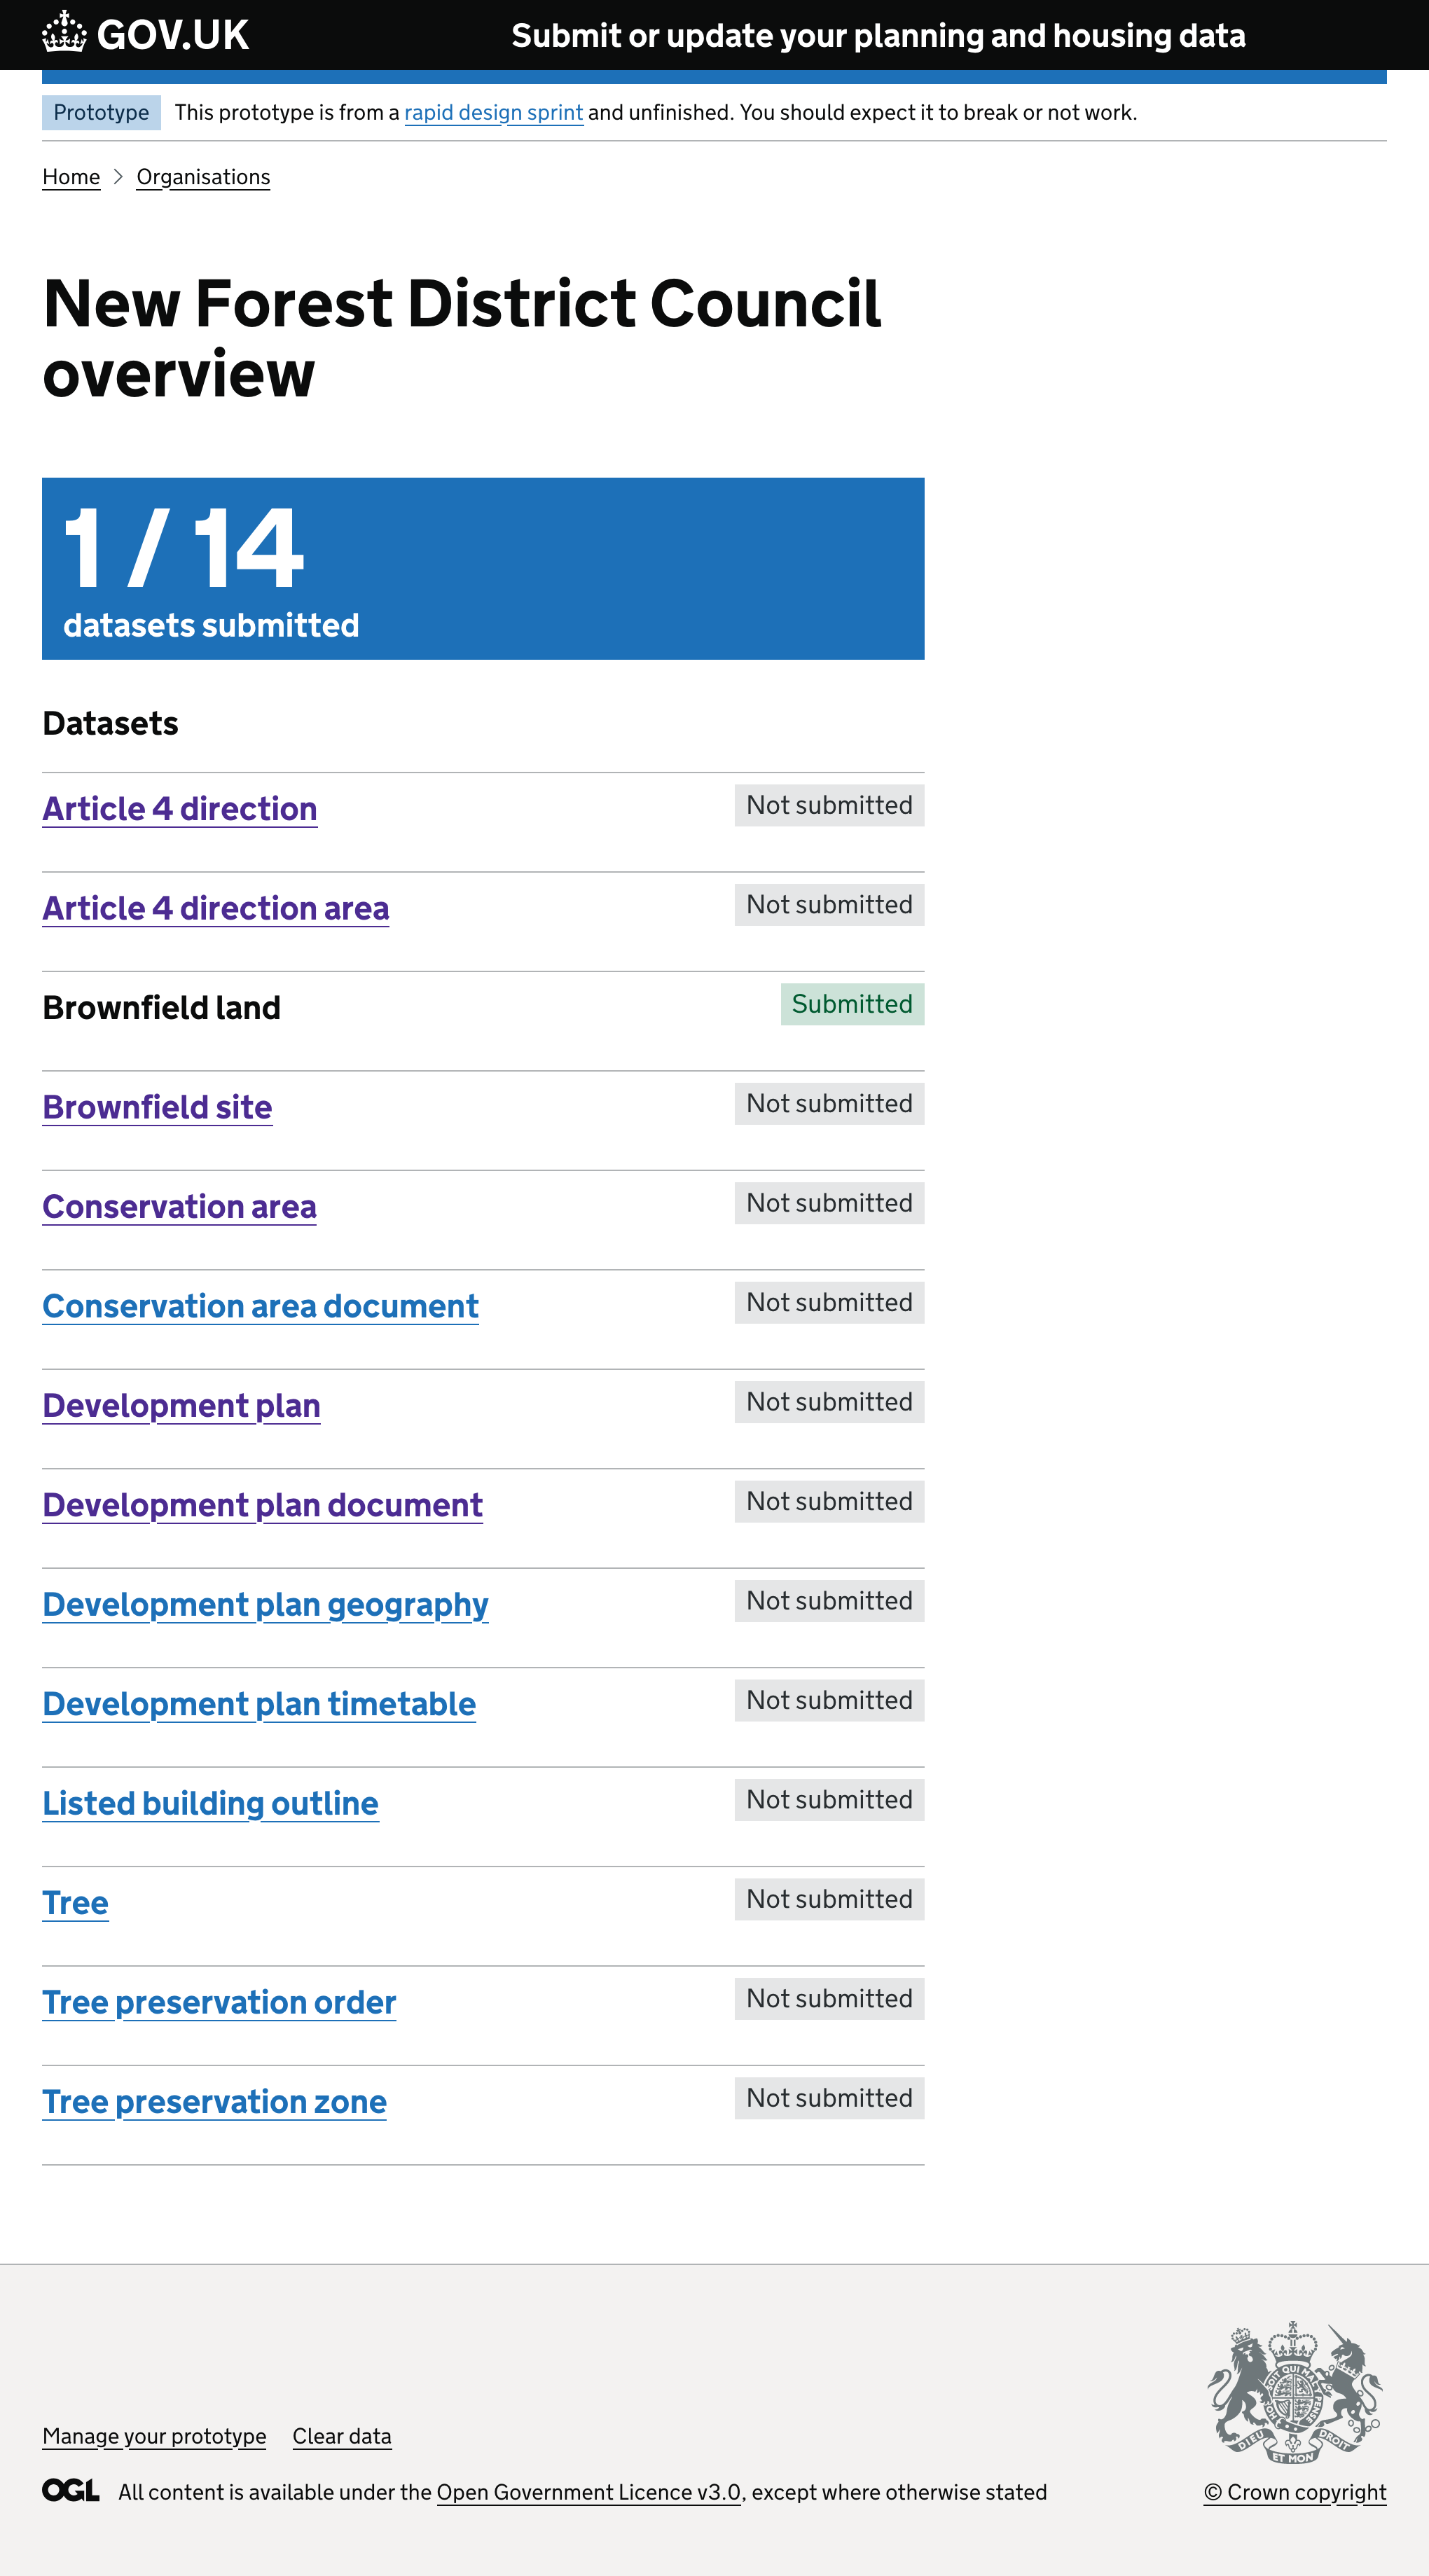 GOV.UK
Submit or update your planning and housing data
Prototype This prototype is from a rapid design sprint and unfinished. You should expect it to break or not work.
Home > Organisations
New Forest District Council
overview
1 / 14
datasets submitted
Datasets
Article 4 direction Not submitted
Article 4 direction area Not submitted
Brownfield land Submitted
Brownfield site Not submitted
Conservation area Not submitted
Conservation area document Not submitted
Development plan Not submitted
Development plan document Not submitted
Development plan geography Not submitted
Development plan timetable Not submitted
Listed building outline Not submitted
Tree Not submitted
Tree preservation order Not submitted
Tree preservation zone Not submitted
DIEU ET MON DROIT
Manage your prototype Clear data
OGL All content is available under the Open Government Licence v3.0, except where otherwise stated
© Crown copyright